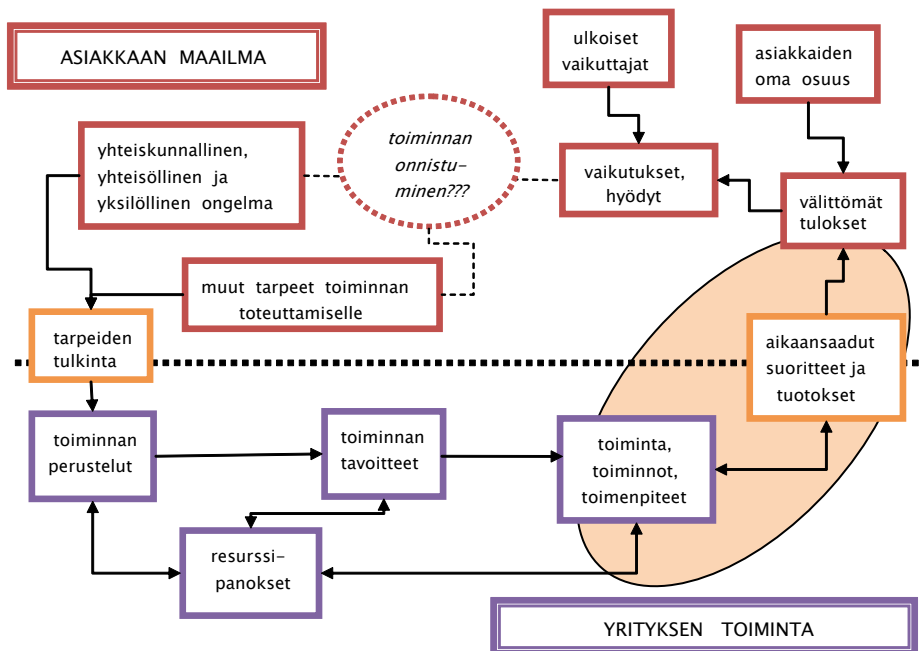 ASIAKKAAN MAAILMA
ulkoiset
vaikuttajat
asiakkaiden
oma osuus
yhteiskunnallinen,
yhteisöllinen ja
yksilöllinen ongelma
toiminnan
onnistu-
minen???
vaikutukset,
hyödyt
välittömät
tulokset
muut tarpeet toiminnan
toteuttamiselle
tarpeiden
tulkinta
aikaansaadut
suoritteet ja
tuotokset
toiminnan
perustelut
toiminnan
tavoitteet
toiminta,
toiminnot,
toimenpiteet
resurssi-
panokset
YRITYKSEN TOIMINTA